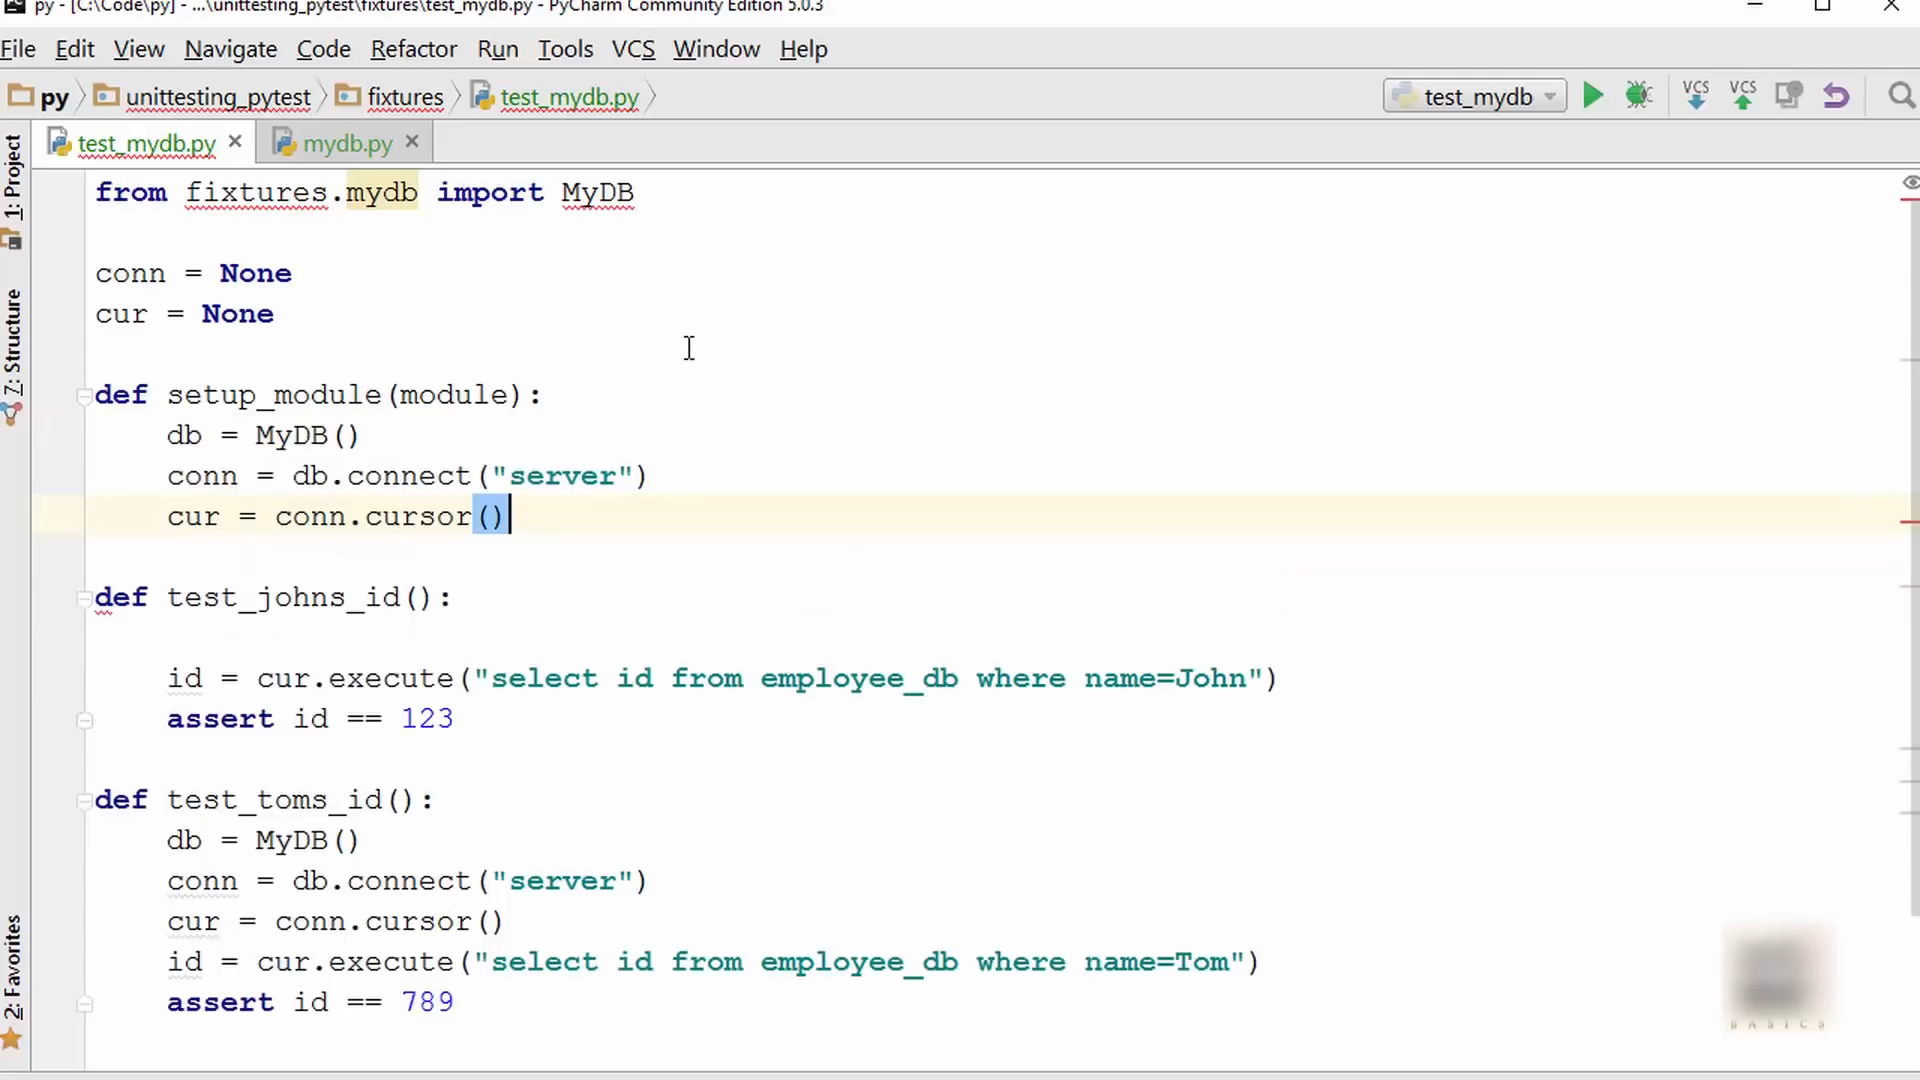 py - [C:\Code\py] - ...\unittesting_pytest\fixtures\test_mydb.py - PyCharm Community Edition 5.0.3
File Edit View Navigate Code Refactor Run Tools VCS Window Help
py unittesting_pytest fixtures test_mydb.py test_mydb VCS VCS
test_mydb.py mydb.py
1: Project
7: Structure
2: Favorites
from fixtures.mydb import MyDB
conn = None
cur = None
def setup_module(module):
    db = MyDB()
    conn = db.connect("server")
    cur = conn.cursor()
def test_johns_id():
    id = cur.execute("select id from employee_db where name=John")
    assert id == 123
def test_toms_id():
    db = MyDB()
    conn = db.connect("server")
    cur = conn.cursor()
    id = cur.execute("select id from employee_db where name=Tom")
    assert id == 789
BASICS